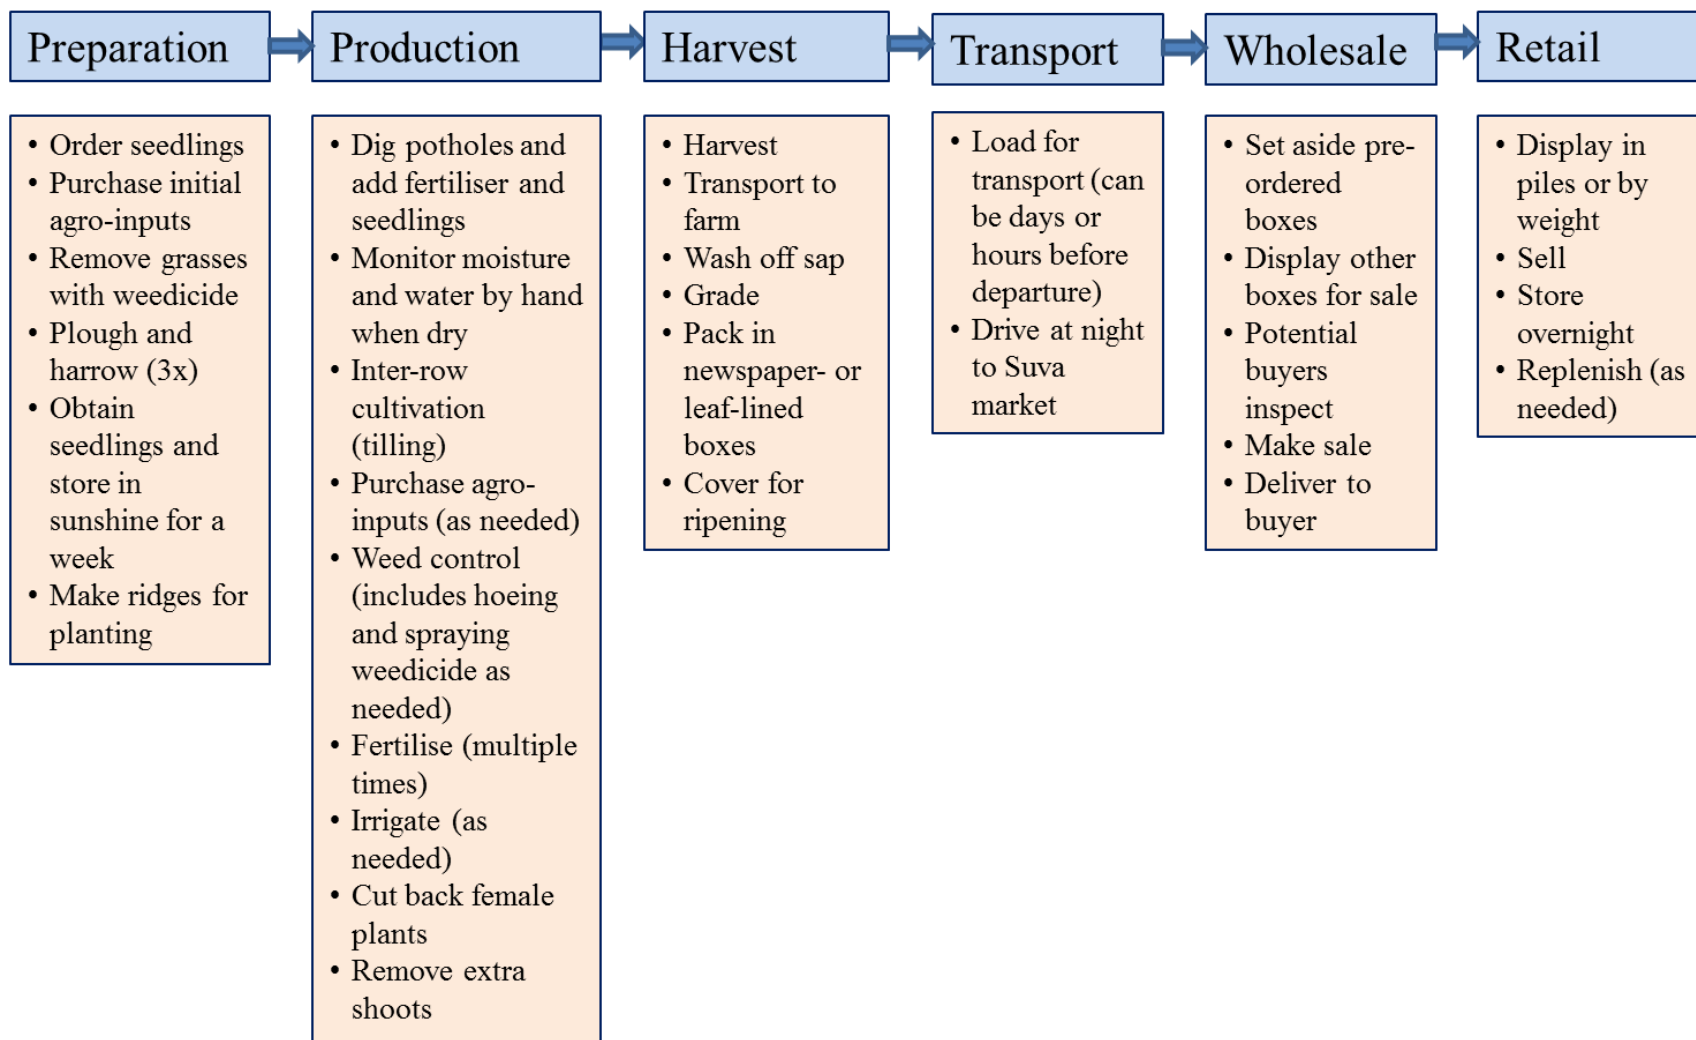 Preparation
Production
Harvest
Transport
Wholesale
Retail
• Order seedlings
• Purchase initial
agro-inputs
• Remove grasses
with weedicide
• Plough and
harrow (3x)
• Obtain
seedlings and
store in
sunshine for a
week
• Make ridges for
planting
• Dig potholes and
add fertiliser and
seedlings
• Monitor moisture
and water by hand
when dry
• Inter-row
cultivation
(tilling)
• Purchase agro-
inputs (as needed)
• Weed control
(includes hoeing
and spraying
weedicide as
needed)
• Fertilise (multiple
times)
• Irrigate (as
needed)
• Cut back female
plants
• Remove extra
shoots
• Harvest
• Transport to
farm
• Wash off sap
• Grade
• Pack in
newspaper- or
leaf-lined
boxes
• Cover for
ripening
• Load for
transport (can
be days or
hours before
departure)
• Drive at night
to Suva
market
• Set aside pre-
ordered
boxes
• Display other
boxes for sale
• Potential
buyers
inspect
• Make sale
• Deliver to
buyer
• Display in
piles or by
weight
• Sell
• Store
overnight
• Replenish (as
needed)